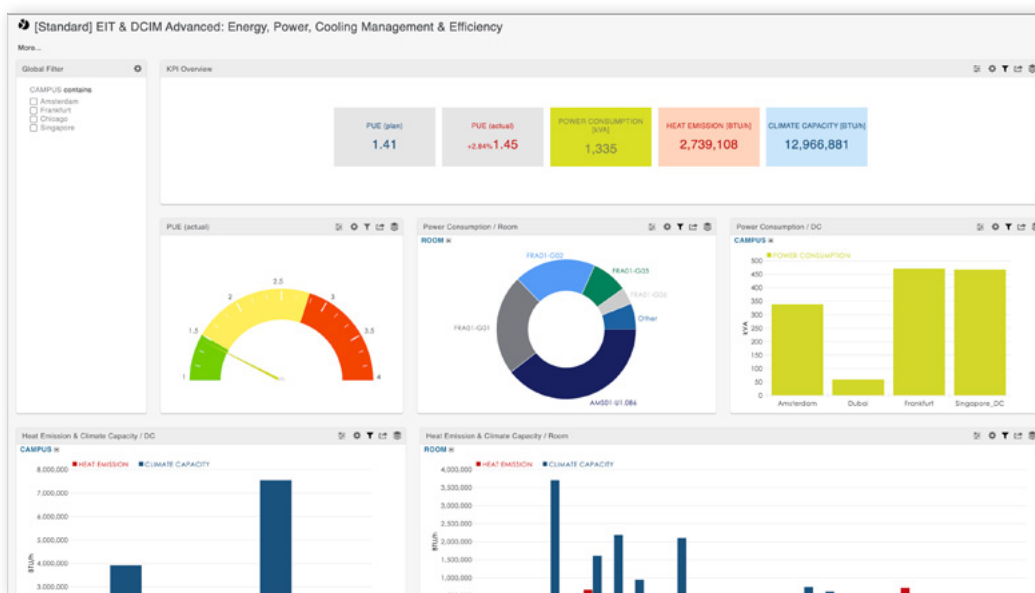 [Standard] EIT & DCIM Advanced: Energy, Power, Cooling Management & Efficiency
More...
Global Filter
CAMPUS contains
Amsterdam
Frankfurt
Chicago
Singapore
KPI Overview
PUE (plan)
1.41
PUE (actual)
+2.84% 1.45
POWER CONSUMPTION
[kVA]
1,335
HEAT EMISSION [BTU/h]
2,739,108
CLIMATE CAPACITY [BTU/h]
12,966,881
PUE (actual)
1
1.5
2
2.5
3
3.5
4
Power Consumption / Room
ROOM
FRA01-G02
FRA01-G05
FRA01-G06
Other
FRA01-G01
AMS01-U1.086
Power Consumption / DC
CAMPUS
POWER CONSUMPTION
500
450
400
350
300
250
200
150
100
50
0
kVA
Amsterdam
Dubai
Frankfurt
Singapore_DC
Heat Emission & Climate Capacity / DC
CAMPUS
HEAT EMISSION
CLIMATE CAPACITY
8,000,000
7,000,000
6,000,000
5,000,000
4,000,000
3,000,000
BTU/h
Heat Emission & Climate Capacity / Room
ROOM
HEAT EMISSION
CLIMATE CAPACITY
4,000,000
3,500,000
3,000,000
2,500,000
2,000,000
1,500,000
1,000,000
BTU/h